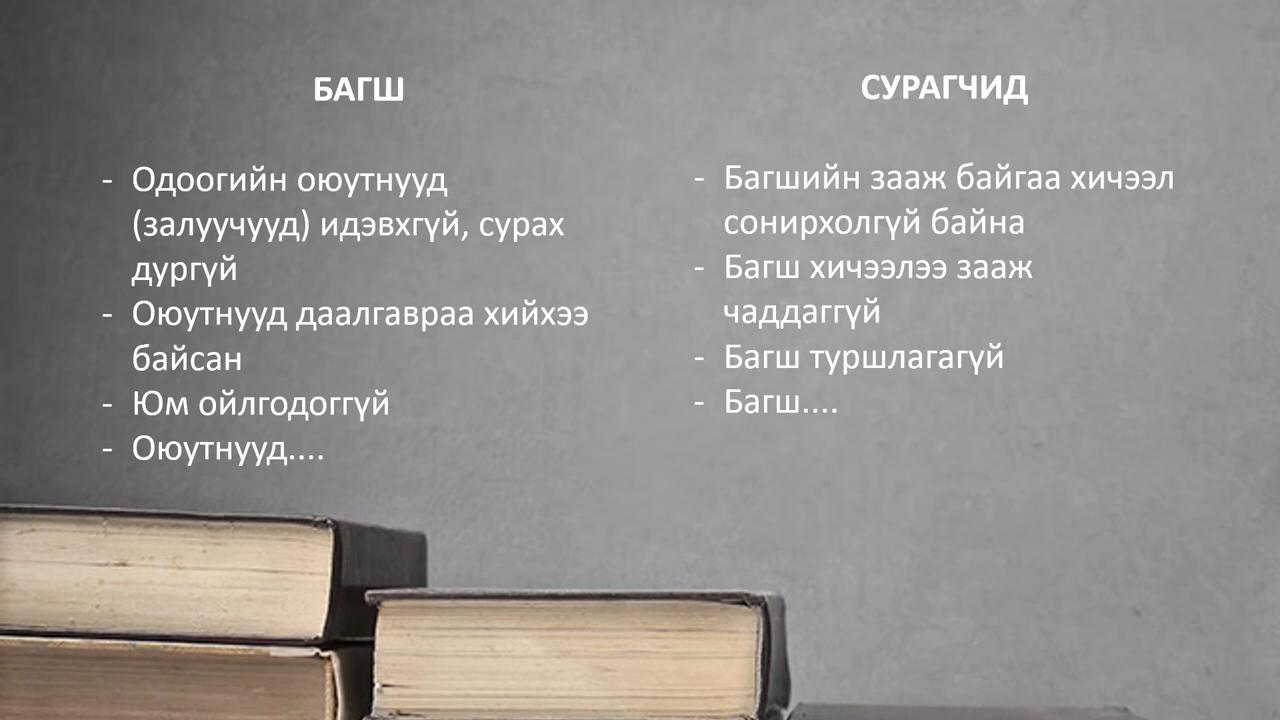 БАГШ
- Одоогийн оюутнууд
(залуучууд) идэвхгүй, сурах
дургүй
- Оюутнууд даалгавраа хийхээ
байсан
- Юм ойлгодоггүй
- Оюутнууд....
СУРАГЧИД
- Багшийн зааж байгаа хичээл
сонирхолгүй байна
- Багш хичээлээ зааж
чаддаггүй
- Багш туршлагагүй
- Багш....